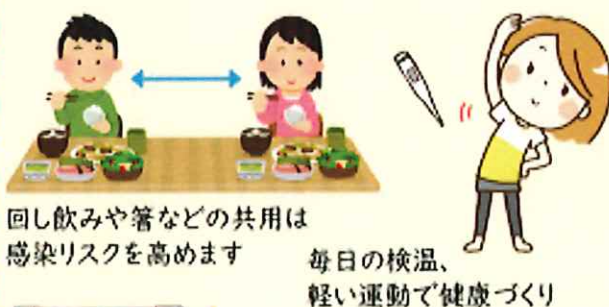 回し飲みや箸などの共用は
感染リスクを高めます
毎日の検温、
軽い運動で健康づくり